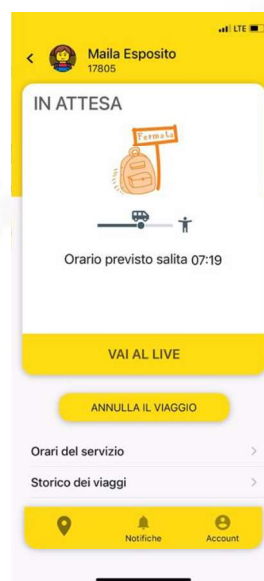 LTE
Maila Esposito
17805
IN ATTESA
Fermata
Orario previsto salita 07:19
VAI AL LIVE
ANNULLA IL VIAGGIO
Orari del servizio
Storico dei viaggi
Notifiche
Account